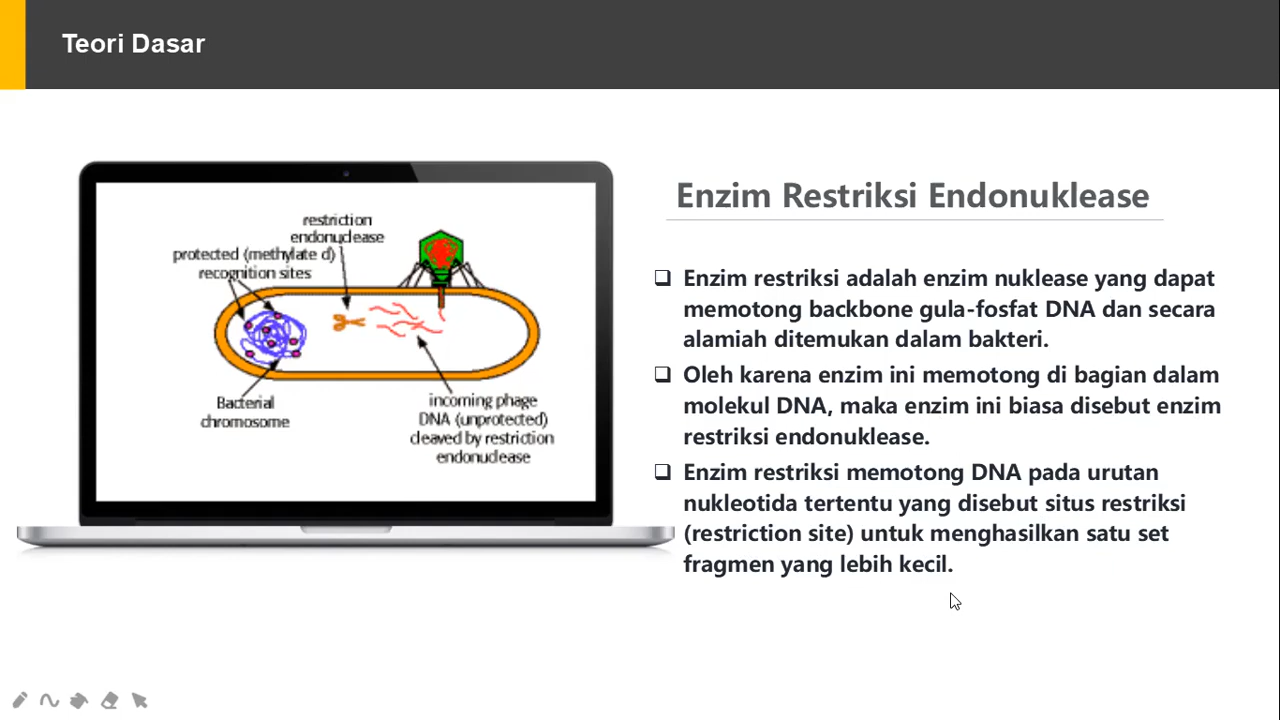 Teori Dasar
restriction
endonuclease
protected (methylate d)
recognition sites
Bacterial
chromosome
incoming phage
DNA (unprotected)
cleaved by restriction
endonuclease
Enzim Restriksi Endonuklease
Enzim restriksi adalah enzim nuklease yang dapat
memotong backbone gula-fosfat DNA dan secara
alamiah ditemukan dalam bakteri.
Oleh karena enzim ini memotong di bagian dalam
molekul DNA, maka enzim ini biasa disebut enzim
restriksi endonuklease.
Enzim restriksi memotong DNA pada urutan
nukleotida tertentu yang disebut situs restriksi
(restriction site) untuk menghasilkan satu set
fragmen yang lebih kecil.